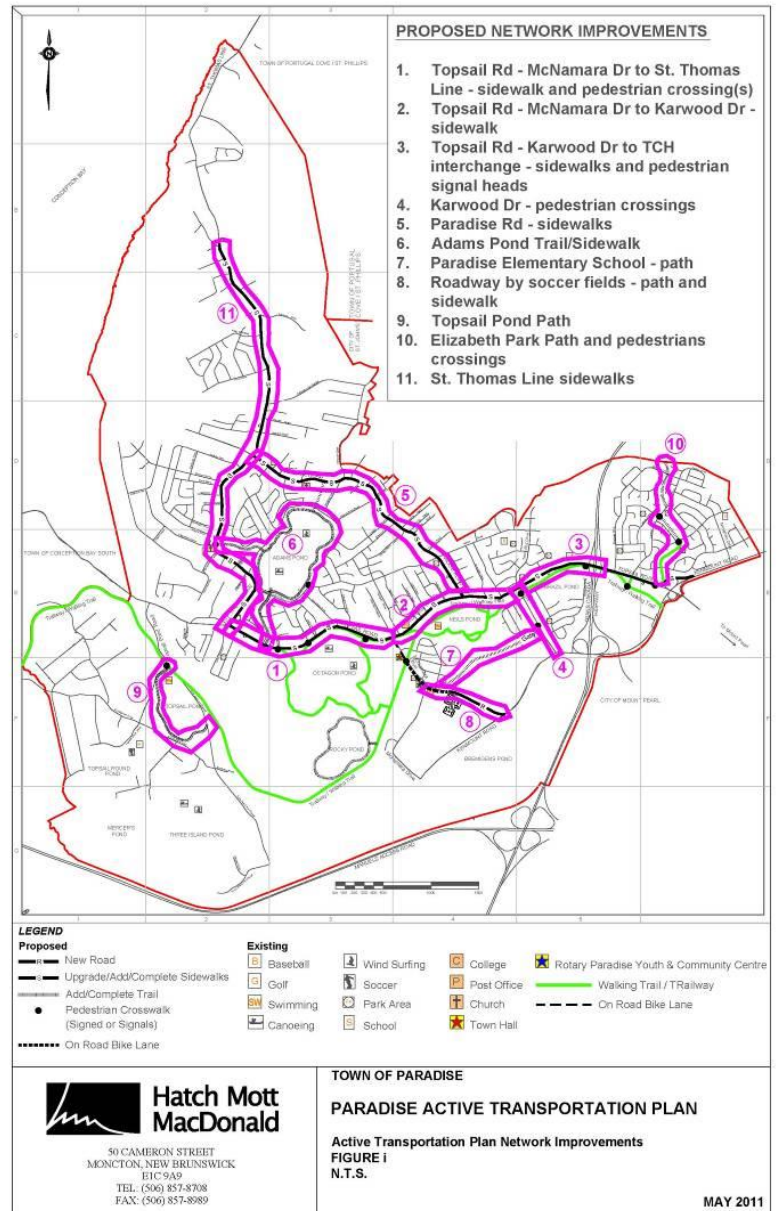 PROPOSED NETWORK IMPROVEMENTS
1. Topsail Rd - McNamara Dr to St. Thomas
Line - sidewalk and pedestrian crossing(s)
2. Topsail Rd - McNamara Dr to Karwood Dr -
sidewalk
3. Topsail Rd - Karwood Dr to TCH
interchange - sidewalks and pedestrian
signal heads
4. Karwood Dr - pedestrian crossings
5. Paradise Rd - sidewalks
6. Adams Pond Trail/Sidewalk
7. Paradise Elementary School - path
8. Roadway by soccer fields - path and
sidewalk
9. Topsail Pond Path
10. Elizabeth Park Path and pedestrians
crossings
11. St. Thomas Line sidewalks
N
TOWN OF PORTUGAL COVE / ST. PHILLIPS
CONCEPTION BAY
11
10
5
3
6
ADAMS POND
TOWN OF CONCEPTION BAY SOUTH
2
NEILS POND
1
OCTAGON POND
7
4
9
TOPSAIL POND
8
CITY OF MOUNT PEARL
KENMOUNT ROAD
BREMIGENS POND
ROCKY POND
TOPSAIL ROUND
POND
MERCER'S
POND
THREE ISLAND POND
LEGEND
Proposed
New Road
Upgrade/Add/Complete Sidewalks
Add/Complete Trail
Pedestrian Crosswalk
(Signed or Signals)
On Road Bike Lane
Existing
B Baseball
G Golf
SW Swimming
Canoeing
Wind Surfing
Soccer
Park Area
S School
C College
P Post Office
Church
Town Hall
Rotary Paradise Youth & Community Centre
Walking Trail / TRailway
On Road Bike Lane
Hatch Mott
MacDonald
50 CAMERON STREET
MONCTON, NEW BRUNSWICK
E1C 9A9
TEL: (506) 857-8708
FAX: (506) 857-8989
TOWN OF PARADISE
PARADISE ACTIVE TRANSPORTATION PLAN
Active Transportation Plan Network Improvements
FIGURE i
N.T.S.
MAY 2011